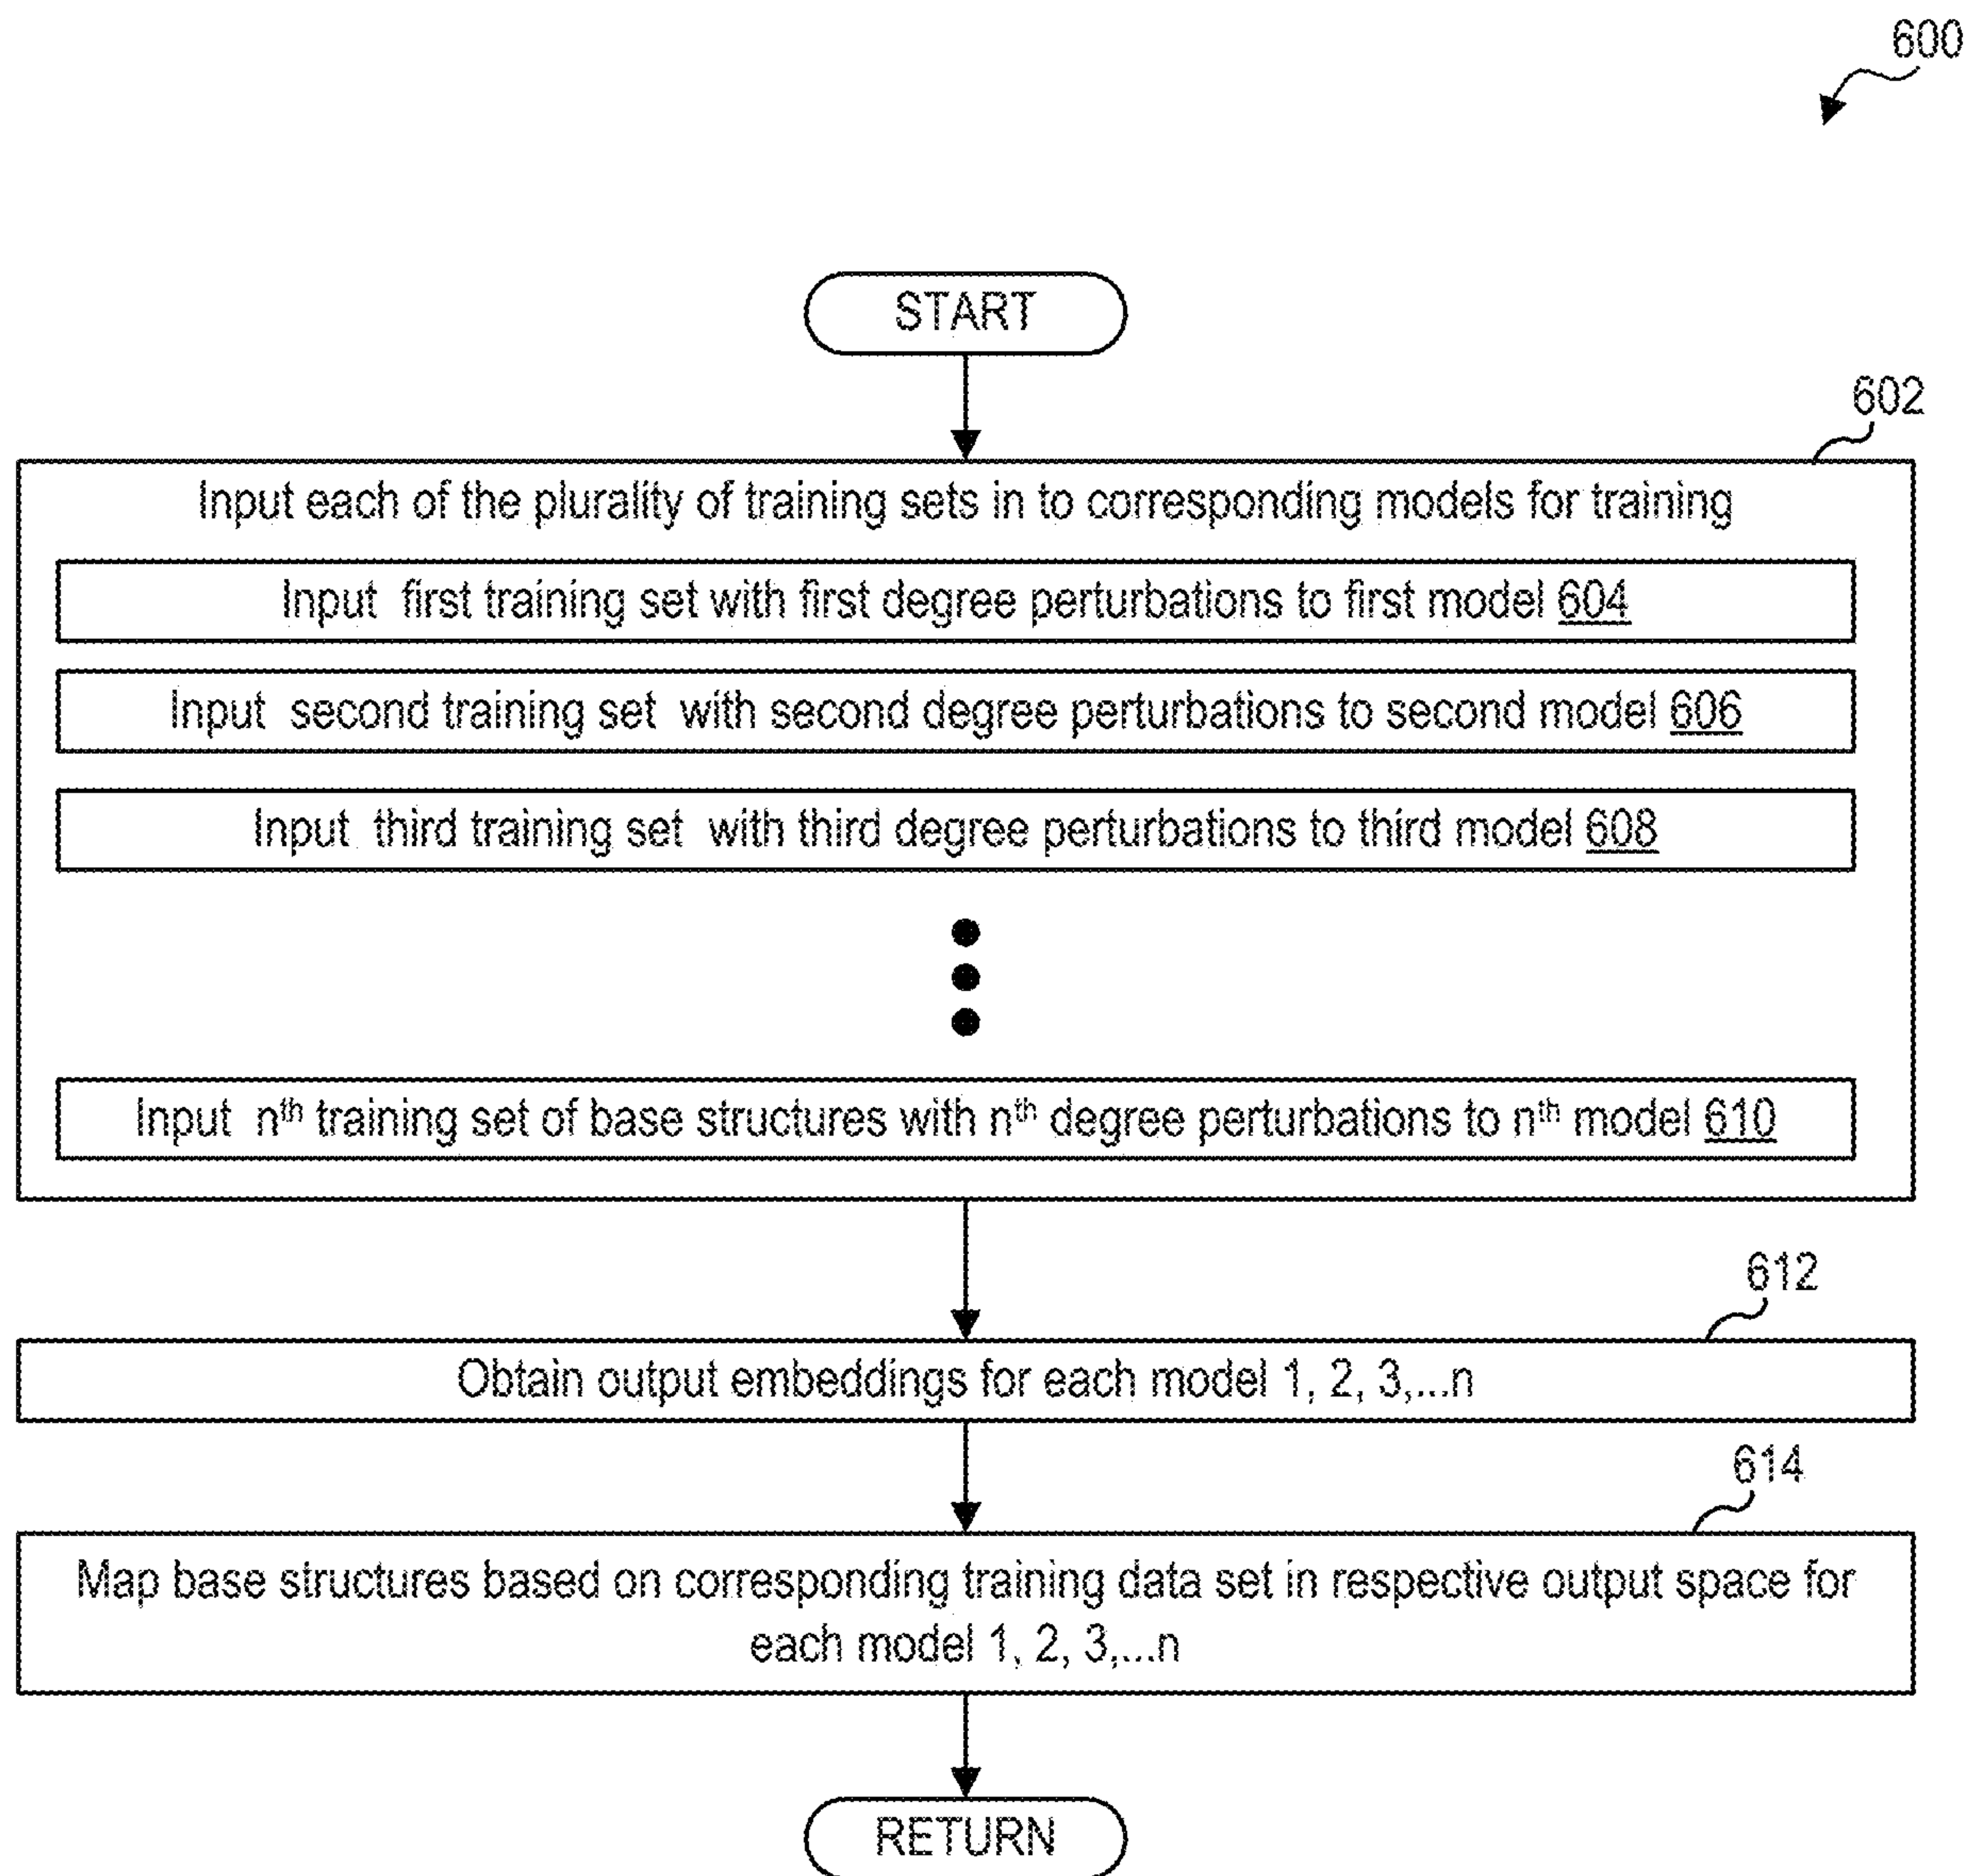 600
START
602
Input each of the plurality of training sets in to corresponding models for training
Input first training set with first degree perturbations to first model 604
Input second training set with second degree perturbations to second model 606
Input third training set with third degree perturbations to third model 608
Input nth training set of base structures with nth degree perturbations to nth model 610
612
Obtain output embeddings for each model 1, 2, 3,...n
614
Map base structures based on corresponding training data set in respective output space for
each model 1, 2, 3,...n
RETURN